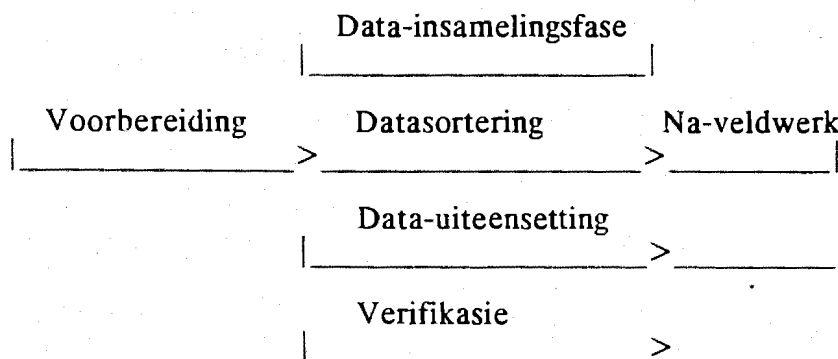 Data-insamelingsfase
Voorbereiding Datasortering Na-veldwerk
Data-uiteensetting
Verifikasie